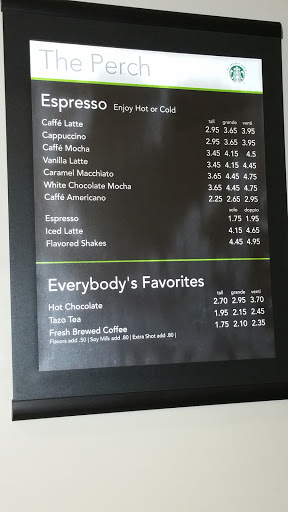 The Perch
Espresso Enjoy Hot or Cold
tall grande venti
Caffé Latte 2.95 3.65 3.95
Cappuccino 2.95 3.65 3.95
Caffé Mocha 3.45 4.15 4.5
Vanilla Latte 3.45 4.15 4.45
Caramel Macchiato 3.65 4.45 4.75
White Chocolate Mocha 3.65 4.45 4.75
Caffé Americano 2.25 2.65 2.95
solo doppio
Espresso 1.75 1.95
Iced Latte 4.15 4.65
Flavored Shakes 4.45 4.95
Everybody's Favorites
tall grande venti
Hot Chocolate 2.70 2.95 3.70
Tazo Tea 1.95 2.15 2.45
Fresh Brewed Coffee 1.75 2.10 2.35
Flavors add .50 | Soy Milk add .80 | Extra Shot add .80 |